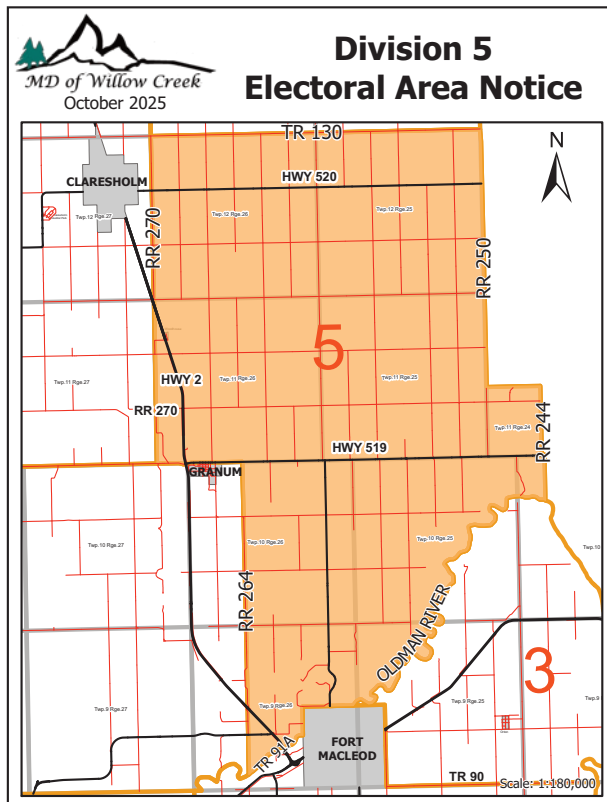 MD of Willow Creek
October 2025
Division 5
Electoral Area Notice
N
TR 130
CLARESHOLM
HWY 520
Twp.12 Rge.27
Twp.12 Rge.26
Twp.12 Rge.25
RR 270
RR 250
5
HWY 2
Twp.11 Rge.27
Twp.11 Rge.26
Twp.11 Rge.25
RR 270
RR 244
Twp.11 Rge.24
HWY 519
GRANUM
Twp.10 Rge.27
Twp.10 Rge.26
Twp.10 Rge.25
Twp.10
RR 264
OLDMAN RIVER
3
Twp.9 Rge.27
Twp.9 Rge.26
Twp.9 Rge.25
Twp.9
FORT
MACLEOD
TR 91A
TR 90
Scale: 1:180,000